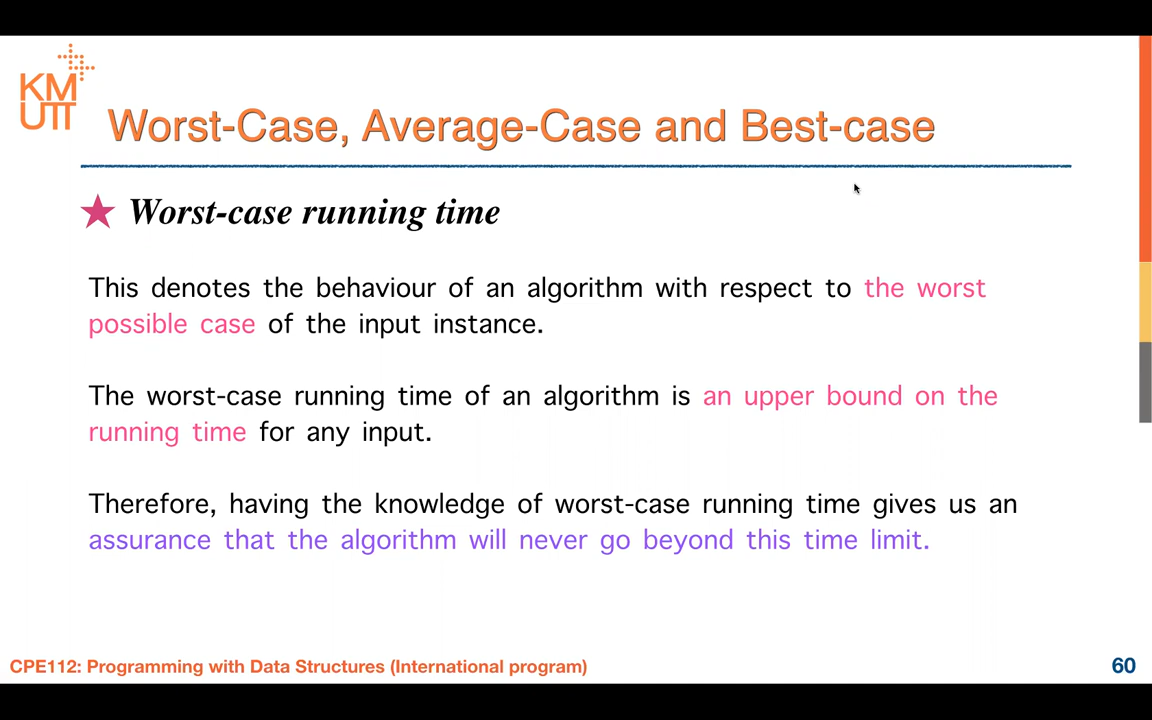 KM
UTT
Worst-Case, Average-Case and Best-case
Worst-case running time
This denotes the behaviour of an algorithm with respect to the worst
possible case of the input instance.
The worst-case running time of an algorithm is an upper bound on the
running time for any input.
Therefore, having the knowledge of worst-case running time gives us an
assurance that the algorithm will never go beyond this time limit.
CPE112: Programming with Data Structures (International program)
60